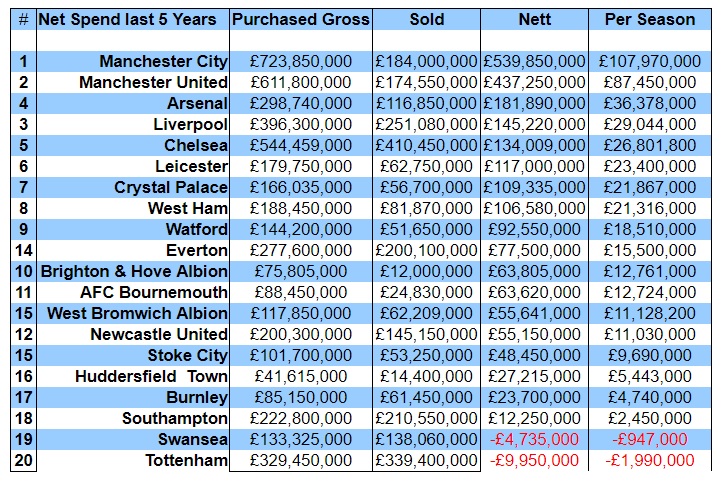 # Net Spend last 5 Years Purchased Gross Sold Nett Per Season
1 Manchester City £723,850,000 £184,000,000 £539,850,000 £107,970,000
2 Manchester United £611,800,000 £174,550,000 £437,250,000 £87,450,000
4 Arsenal £298,740,000 £116,850,000 £181,890,000 £36,378,000
3 Liverpool £396,300,000 £251,080,000 £145,220,000 £29,044,000
5 Chelsea £544,459,000 £410,450,000 £134,009,000 £26,801,800
6 Leicester £179,750,000 £62,750,000 £117,000,000 £23,400,000
7 Crystal Palace £166,035,000 £56,700,000 £109,335,000 £21,867,000
8 West Ham £188,450,000 £81,870,000 £106,580,000 £21,316,000
9 Watford £144,200,000 £51,650,000 £92,550,000 £18,510,000
14 Everton £277,600,000 £200,100,000 £77,500,000 £15,500,000
10 Brighton & Hove Albion £75,805,000 £12,000,000 £63,805,000 £12,761,000
11 AFC Bournemouth £88,450,000 £24,830,000 £63,620,000 £12,724,000
15 West Bromwich Albion £117,850,000 £62,209,000 £55,641,000 £11,128,200
12 Newcastle United £200,300,000 £145,150,000 £55,150,000 £11,030,000
15 Stoke City £101,700,000 £53,250,000 £48,450,000 £9,690,000
16 Huddersfield Town £41,615,000 £14,400,000 £27,215,000 £5,443,000
17 Burnley £85,150,000 £61,450,000 £23,700,000 £4,740,000
18 Southampton £222,800,000 £210,550,000 £12,250,000 £2,450,000
19 Swansea £133,325,000 £138,060,000 -£4,735,000 -£947,000
20 Tottenham £329,450,000 £339,400,000 -£9,950,000 -£1,990,000